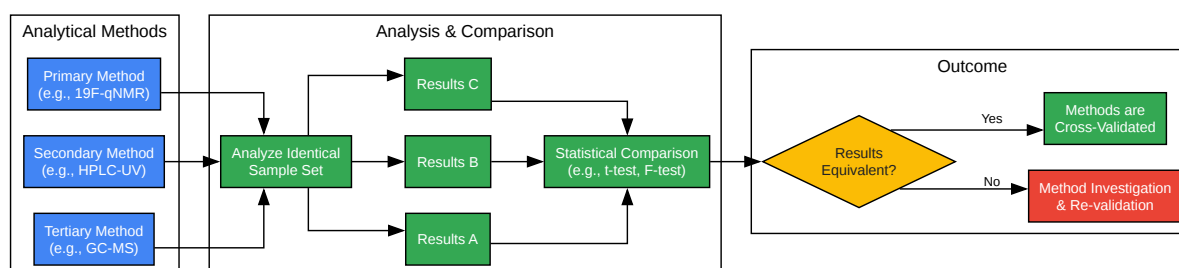 Analytical Methods
Primary Method
(e.g., 19F-qNMR)
Secondary Method
(e.g., HPLC-UV)
Tertiary Method
(e.g., GC-MS)
Analysis & Comparison
Analyze Identical
Sample Set
Results C
Results B
Results A
Statistical Comparison
(e.g., t-test, F-test)
Outcome
Results
Equivalent?
Yes
No
Methods are
Cross-Validated
Method Investigation
& Re-validation